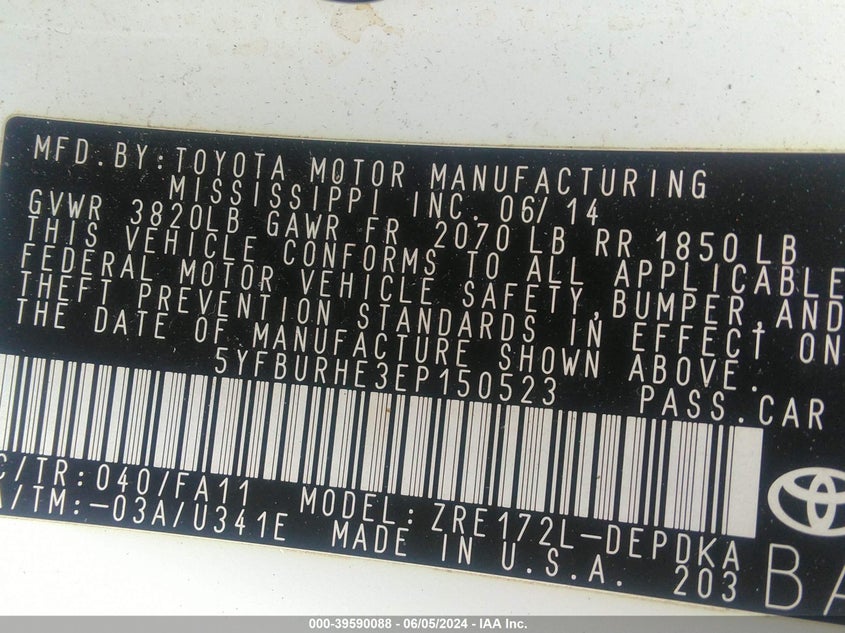 MFD.BY:TOYOTA MOTOR MANUFACTURING
MISSISSIPPI INC. 06/14
GVWR 3820LB GAWR FR 2070 LB RR 1850 LB
THIS VEHICLE CONFORMS TO ALL APPLICABLE
FEDERAL MOTOR VEHICLE SAFETY,BUMPER,AND
THEFT PREVENTION STANDARDS IN EFFECT ON
THE DATE OF MANUFACTURE SHOWN ABOVE.
5YFBURHE3EP150523 PASS.CAR
C/TR:040/FA11 MODEL:ZRE172L-DEPDKA
A/TM:-03A/U341E MADE IN U.S.A. 203
BA
000-39590088 - 06/05/2024 - IAA Inc.